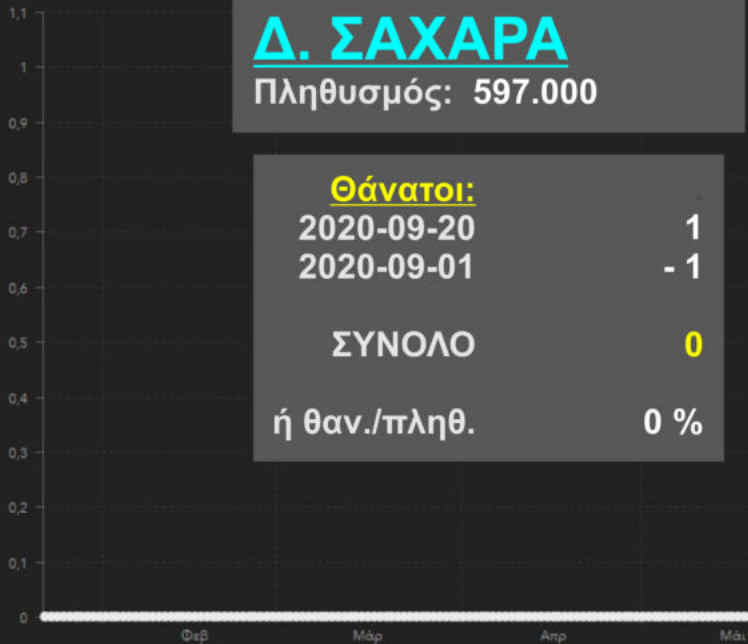 Δ. ΣΑΧΑΡΑ
Πληθυσμός: 597.000
Θάνατοι:
2020-09-20 1
2020-09-01 - 1
ΣΥΝΟΛΟ 0
ή θαν./πληθ. 0 %
1,1
1
0,9
0,8
0,7
0,6
0,5
0,4
0,3
0,2
0,1
0
Φεβ Μάρ Απρ Μάι